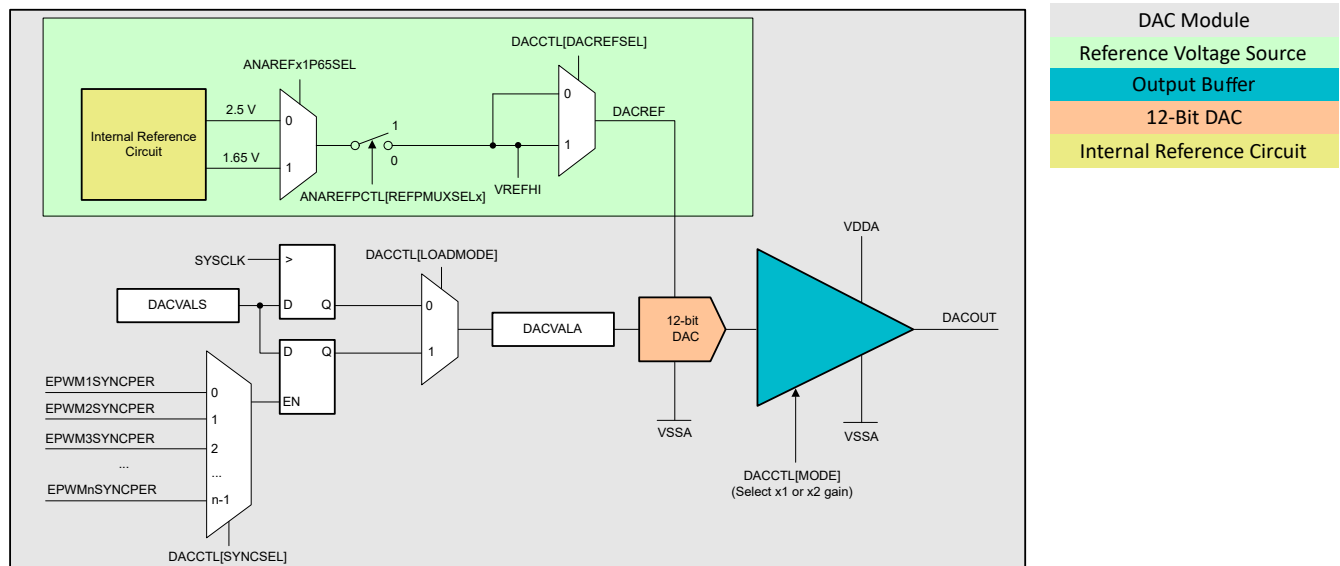 DAC Module
Reference Voltage Source
Output Buffer
12-Bit DAC
Internal Reference Circuit
DACCTL[DACREFSEL]
ANAREFx1P65SEL
Internal Reference
Circuit
2.5 V
0
1.65 V
1
1
0
ANAREFPCTL[REFPMUXSELx]
VREFHI
0
1
DACREF
SYSCLK
>
D
Q
DACVALS
D
Q
EN
DACCTL[LOADMODE]
0
1
DACVALA
12-bit
DAC
VSSA
VDDA
VSSA
DACOUT
DACCTL[MODE]
(Select x1 or x2 gain)
EPWM1SYNCPER
0
EPWM2SYNCPER
1
EPWM3SYNCPER
2
...
...
EPWMnSYNCPER
n-1
DACCTL[SYNCSEL]